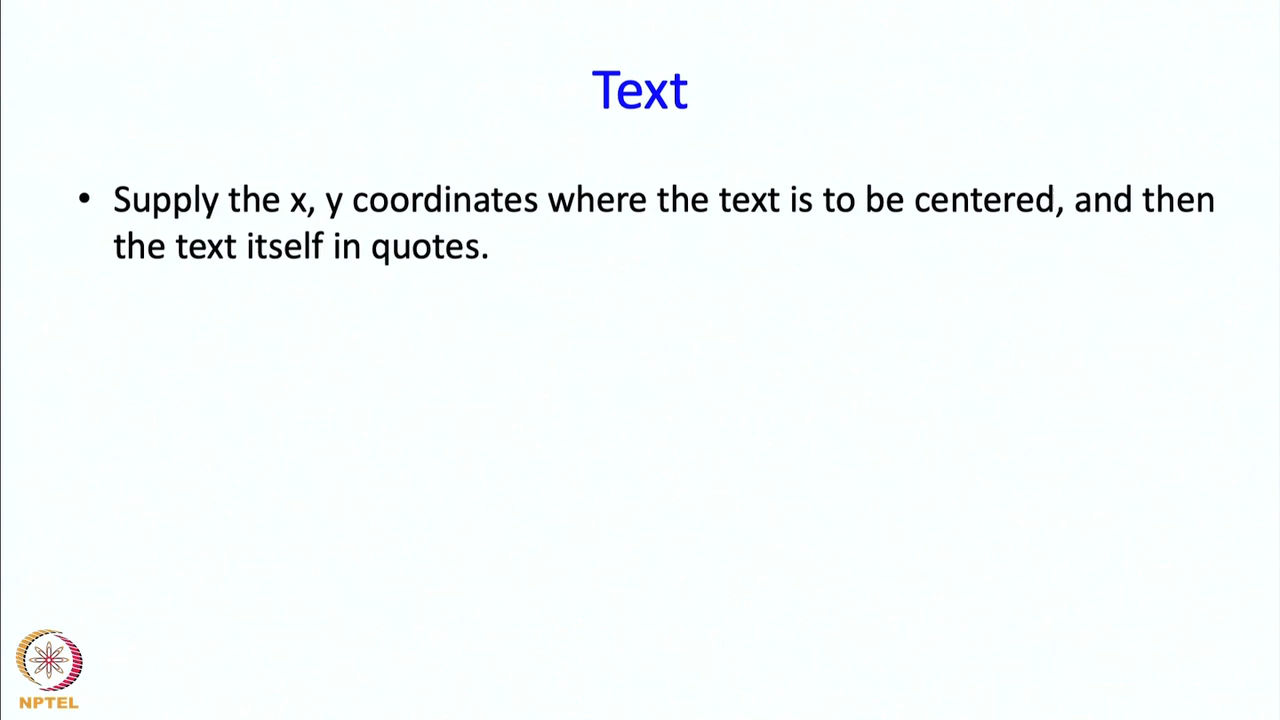 Text
• Supply the x, y coordinates where the text is to be centered, and then
the text itself in quotes.
NPTEL